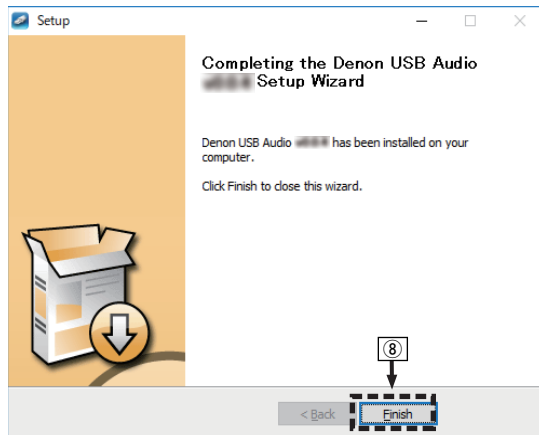 Setup
Completing the Denon USB Audio
Setup Wizard
Denon USB Audio has been installed on your
computer.
Click Finish to close this wizard.
⑧
< Back
Finish